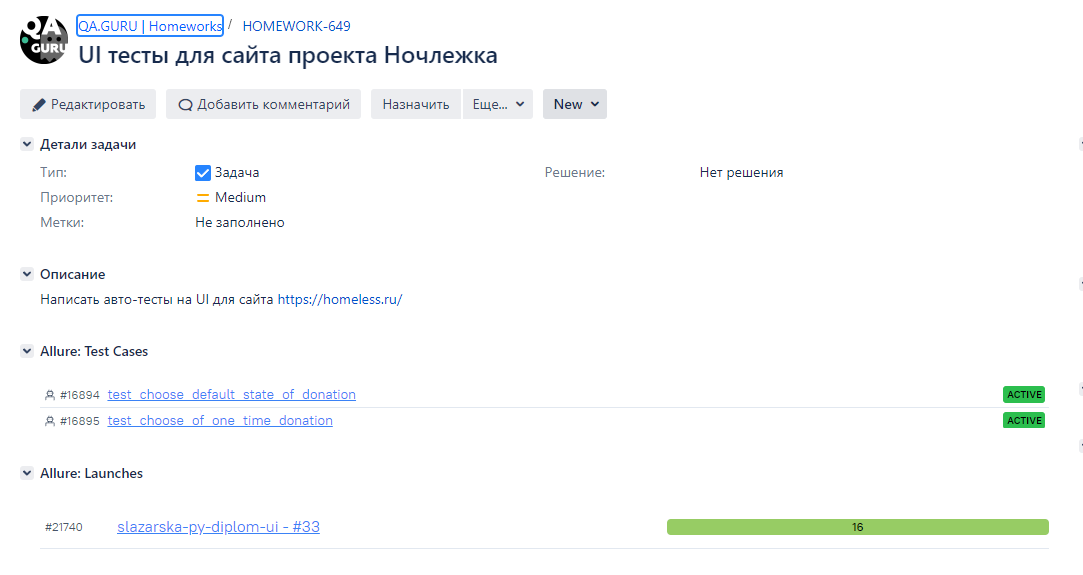 QA
GURU
QA.GURU | Homeworks / HOMEWORK-649
UI тесты для сайта проекта Ночлежка
Редактировать Добавить комментарий Назначить Еще... New
Детали задачи
Тип: Задача Решение: Нет решения
Приоритет: Medium
Метки: Не заполнено
Описание
Написать авто-тесты на UI для сайта https://homeless.ru/
Allure: Test Cases
#16894 test_choose_default_state_of_donation ACTIVE
#16895 test_choose_of_one_time_donation ACTIVE
Allure: Launches
#21740 slazarska-py-diplom-ui - #33 16